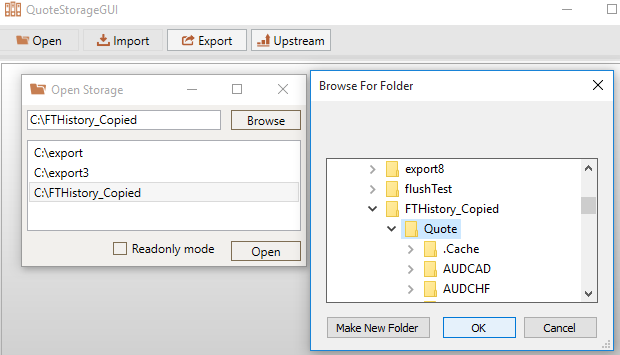 QuoteStorageGUI
Open Import Export Upstream
Open Storage
C:\FTHistory_Copied Browse
C:\export
C:\export3
C:\FTHistory_Copied
Readonly mode Open
Browse For Folder
export8
flushTest
FTHistory_Copied
Quote
.Cache
AUDCAD
AUDCHF
Make New Folder OK Cancel